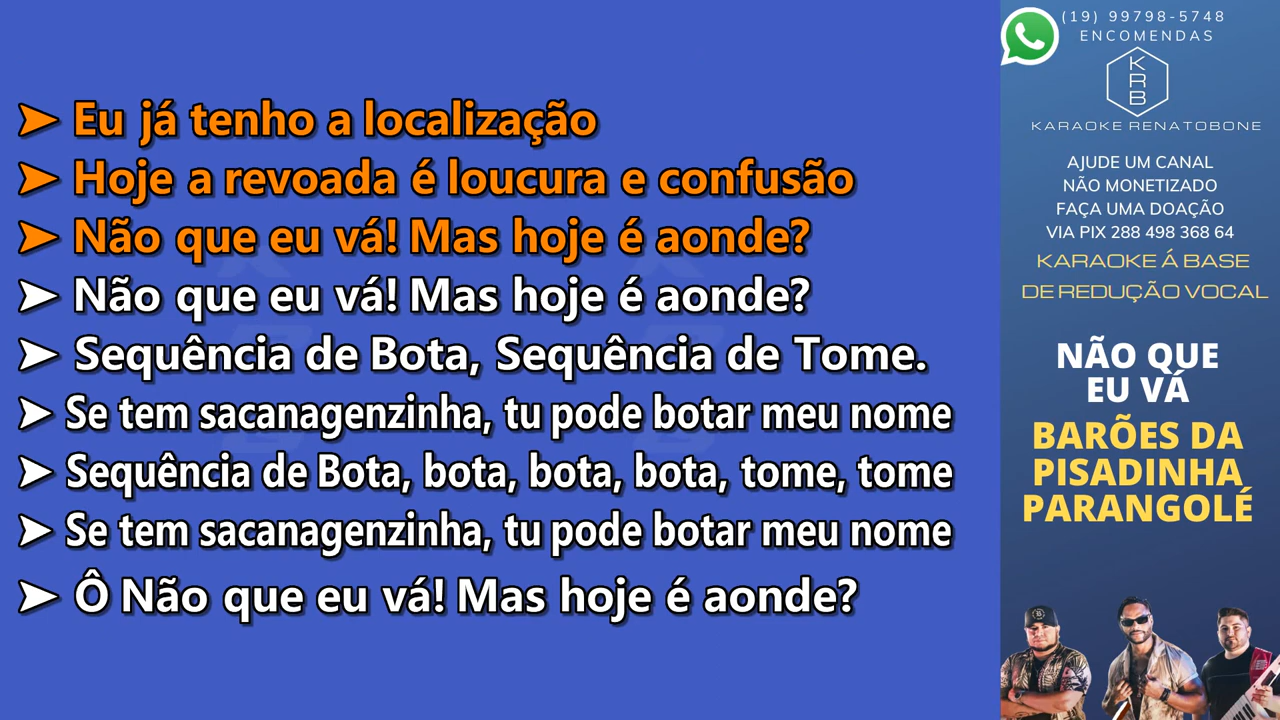 ➤ Eu já tenho a localização
➤ Hoje a revoada é loucura e confusão
➤ Não que eu vá! Mas hoje é aonde?
➤ Não que eu vá! Mas hoje é aonde?
➤ Sequência de Bota, Sequência de Tome.
➤ Se tem sacanagenzinha, tu pode botar meu nome
➤ Sequência de Bota, bota, bota, bota, tome, tome
➤ Se tem sacanagenzinha, tu pode botar meu nome
➤ Ô Não que eu vá! Mas hoje é aonde?
(19) 99798-5748
ENCOMENDAS
K
R
B
KARAOKE RENATOBONE
AJUDE UM CANAL
NÃO MONETIZADO
FAÇA UMA DOAÇÃO
VIA PIX 288 498 368 64
KARAOKE Á BASE
DE REDUÇÃO VOCAL
NÃO QUE
EU VÁ
BARÕES DA
PISADINHA
PARANGOLÉ